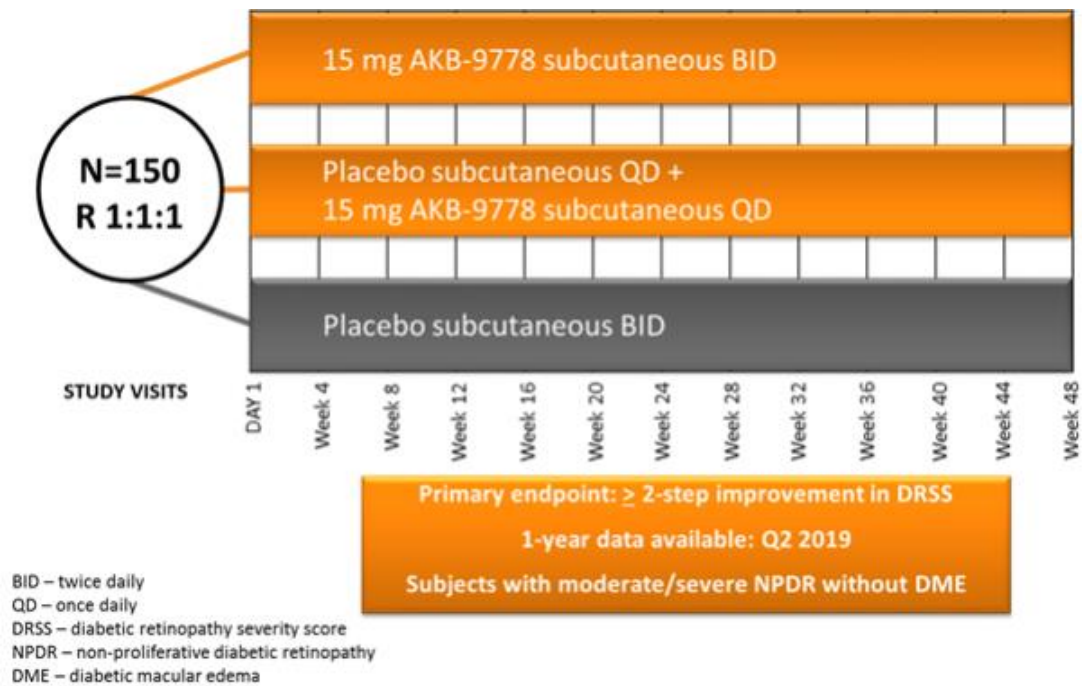 15 mg AKB-9778 subcutaneous BID
N=150
R 1:1:1
Placebo subcutaneous QD +
15 mg AKB-9778 subcutaneous QD
Placebo subcutaneous BID
STUDY VISITS
DAY 1
Week 4
Week 8
Week 12
Week 16
Week 20
Week 24
Week 28
Week 32
Week 36
Week 40
Week 44
Week 48
Primary endpoint: ≥ 2-step improvement in DRSS
1-year data available: Q2 2019
Subjects with moderate/severe NPDR without DME
BID – twice daily
QD – once daily
DRSS – diabetic retinopathy severity score
NPDR – non-proliferative diabetic retinopathy
DME – diabetic macular edema